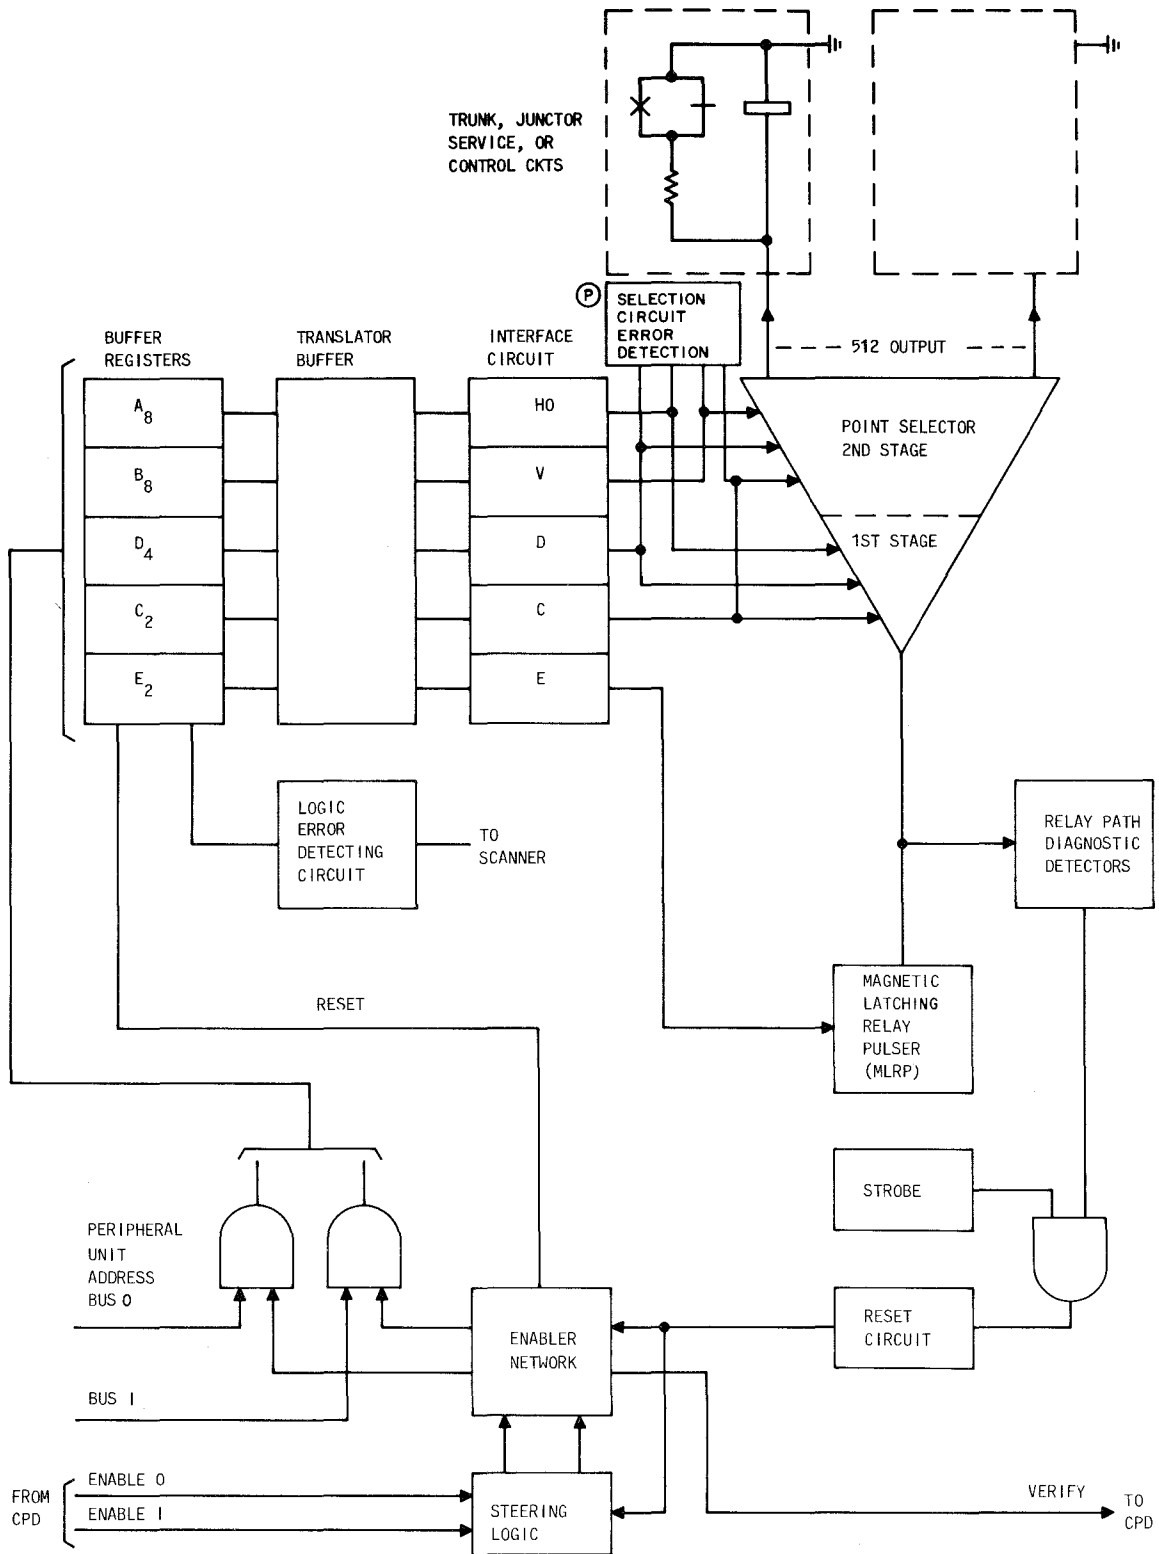 TRUNK, JUNCTOR
SERVICE, OR
CONTROL CKTS
P
SELECTION
CIRCUIT
ERROR
DETECTION
512 OUTPUT
BUFFER
REGISTERS
TRANSLATOR
BUFFER
INTERFACE
CIRCUIT
A8
B8
D4
C2
E2
HO
V
D
C
E
POINT SELECTOR
2ND STAGE
1ST STAGE
LOGIC
ERROR
DETECTING
CIRCUIT
TO
SCANNER
RELAY PATH
DIAGNOSTIC
DETECTORS
RESET
MAGNETIC
LATCHING
RELAY
PULSER
(MLRP)
STROBE
PERIPHERAL
UNIT
ADDRESS
BUS 0
ENABLER
NETWORK
RESET
CIRCUIT
BUS I
FROM
CPD
ENABLE 0
ENABLE I
STEERING
LOGIC
VERIFY
TO
CPD